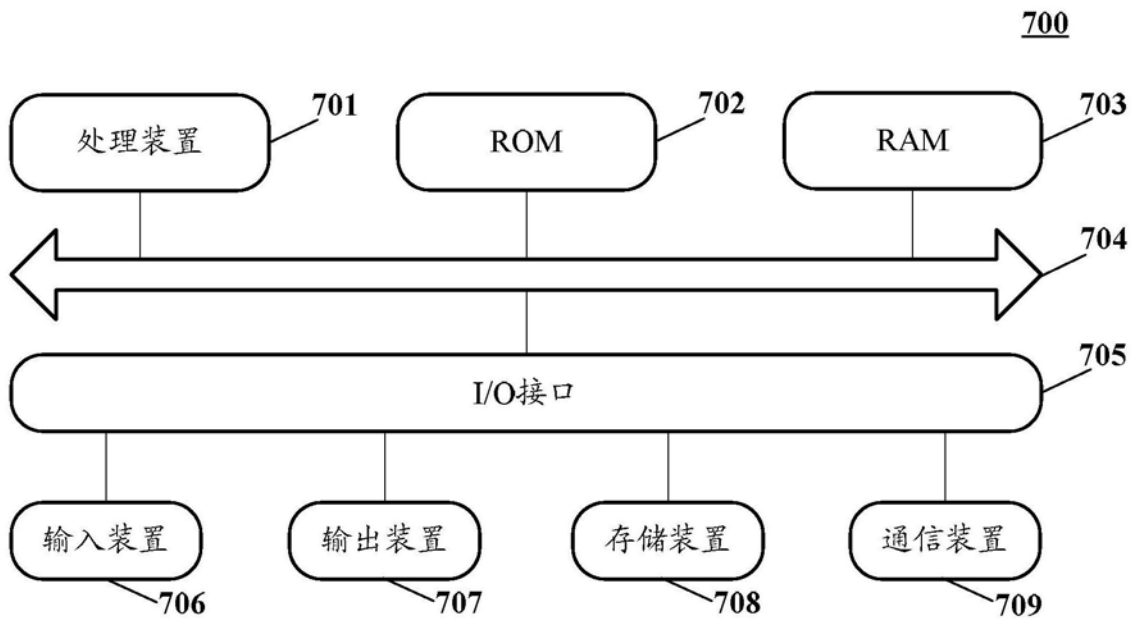 700
701
702
703
处理装置
ROM
RAM
704
705
I/O接口
输入装置
输出装置
存储装置
通信装置
706
707
708
709